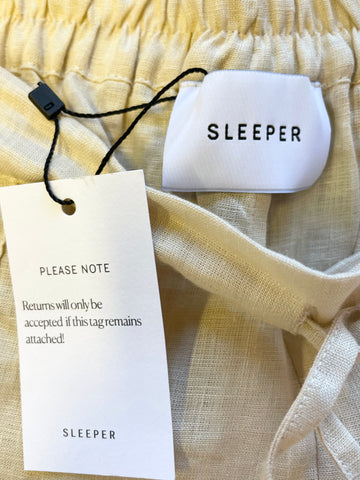 SLEEPER
PLEASE NOTE
Returns will only be
accepted if this tag remains
attached!
SLEEPER